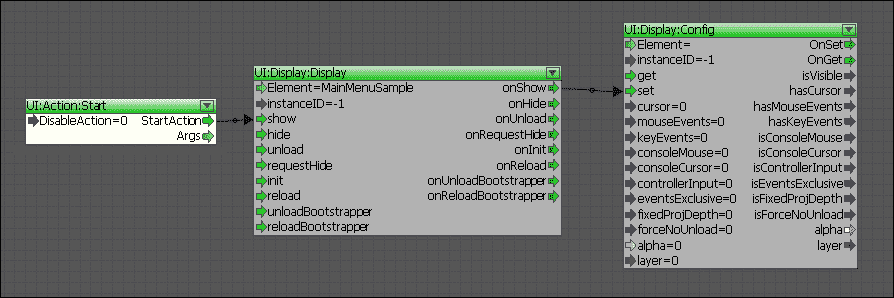 UI:Action:Start
DisableAction=0 StartAction
Args
UI:Display:Display
Element=MainMenuSample onShow
instanceID=-1 onHide
show onUnload
hide onRequestHide
unload onInit
requestHide onReload
init onUnloadBootstrapper
reload onReloadBootstrapper
unloadBootstrapper
reloadBootstrapper
UI:Display:Config
Element= OnSet
instanceID=-1 OnGet
get isVisible
set hasCursor
cursor=0 hasMouseEvents
mouseEvents=0 hasKeyEvents
keyEvents=0 isConsoleMouse
consoleMouse=0 isConsoleCursor
consoleCursor=0 isControllerInput
controllerInput=0 isEventsExclusive
eventsExclusive=0 isFixedProjDepth
fixedProjDepth=0 isForceNoUnload
forceNoUnload=0 alpha
alpha=0 layer
layer=0